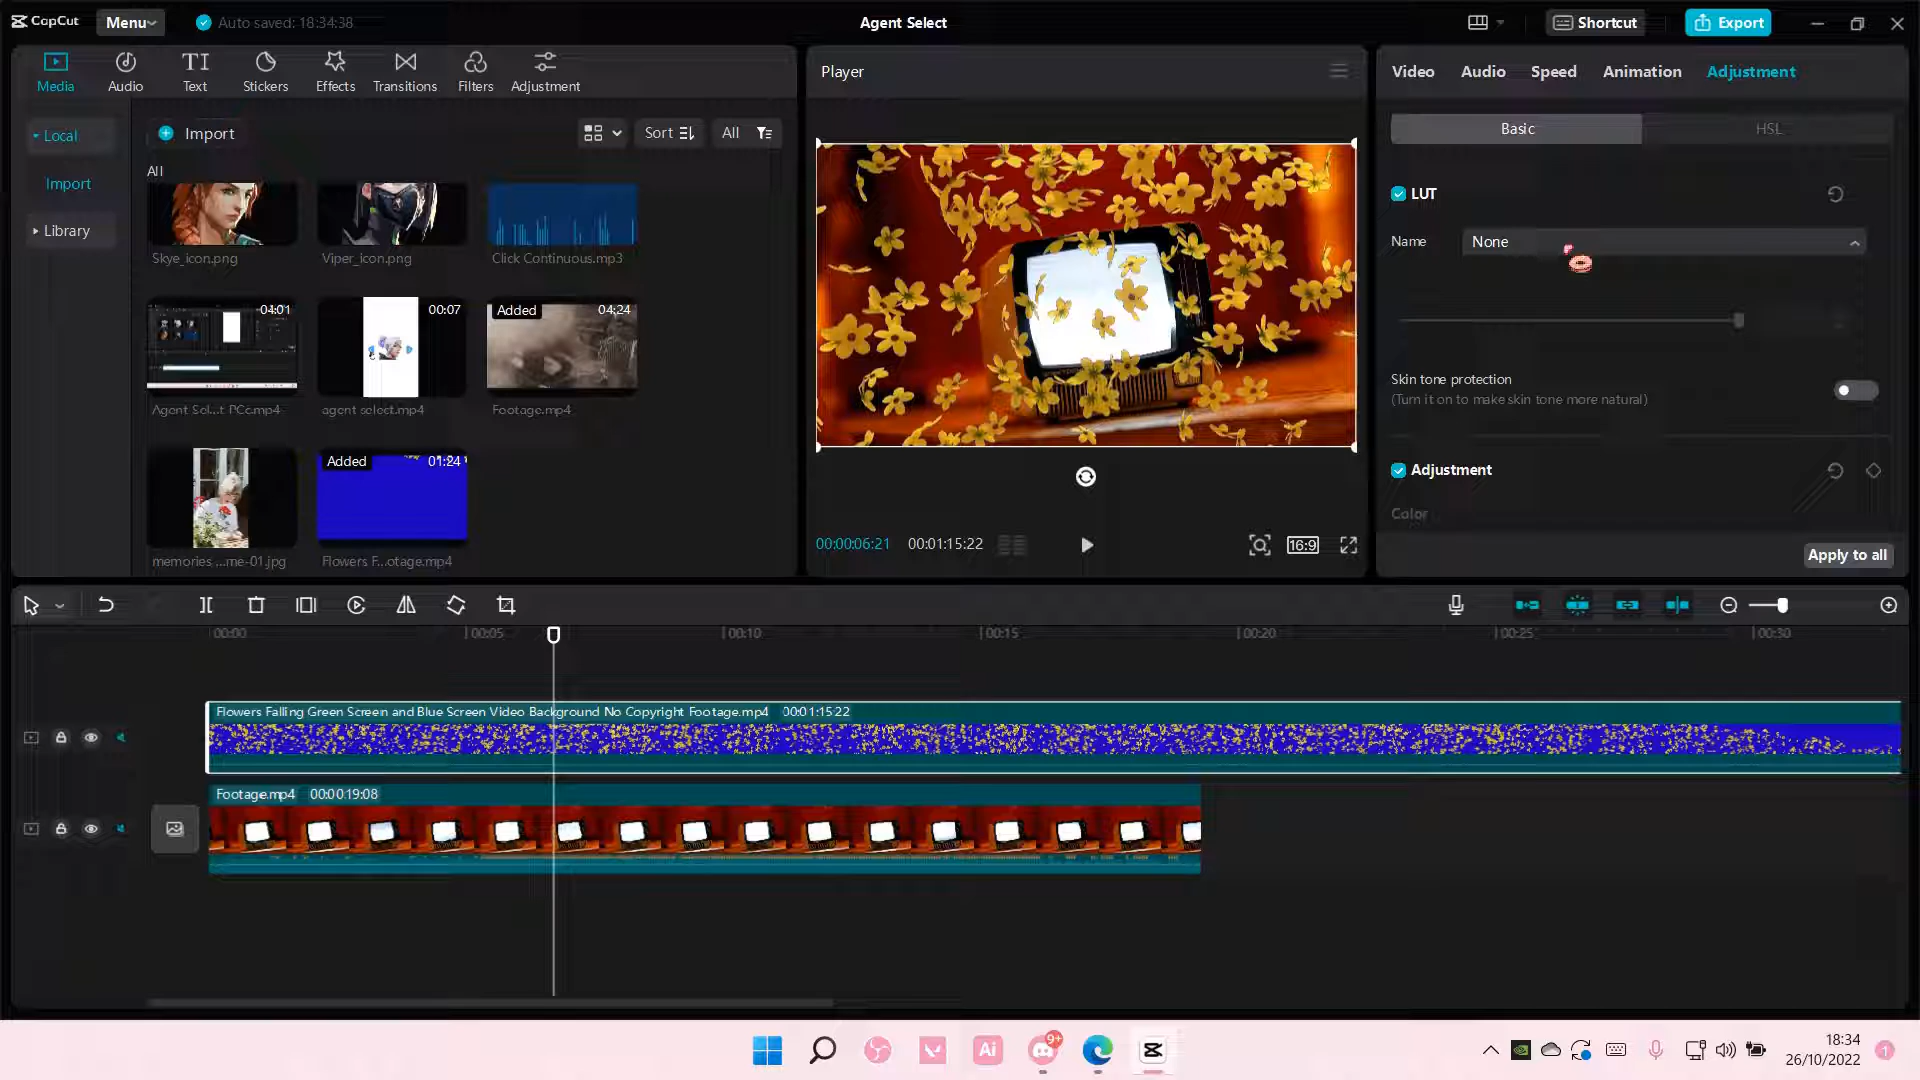 CapCut
Menu
Auto saved: 18:34:38
Agent Select
Shortcut
Export
Media
Audio
Text
Stickers
Effects
Transitions
Filters
Adjustment
Player
Video
Audio
Speed
Animation
Adjustment
Local
Import
Library
Import
Sort
All
All
Skye_icon.png
Viper_icon.png
Click Continuous.mp3
04:01
00:07
Added
04:24
Agent Sel...t PCc.mp4
agent select.mp4
Footage.mp4
Added
01:24
memories ...me-01.jpg
Flowers F...otage.mp4
00:00:06:21
00:01:15:22
16:9
Basic
HSL
LUT
Name
None
Skin tone protection
(Turn it on to make skin tone more natural)
Adjustment
Color
Apply to all
00:00
00:05
00:10
00:15
00:20
00:25
00:30
Flowers Falling Green Screen and Blue Screen Video Background No Copyright Footage.mp4 00:01:15:22
Footage.mp4 00:00:19:08
Ai
9+
18:34
26/10/2022
1